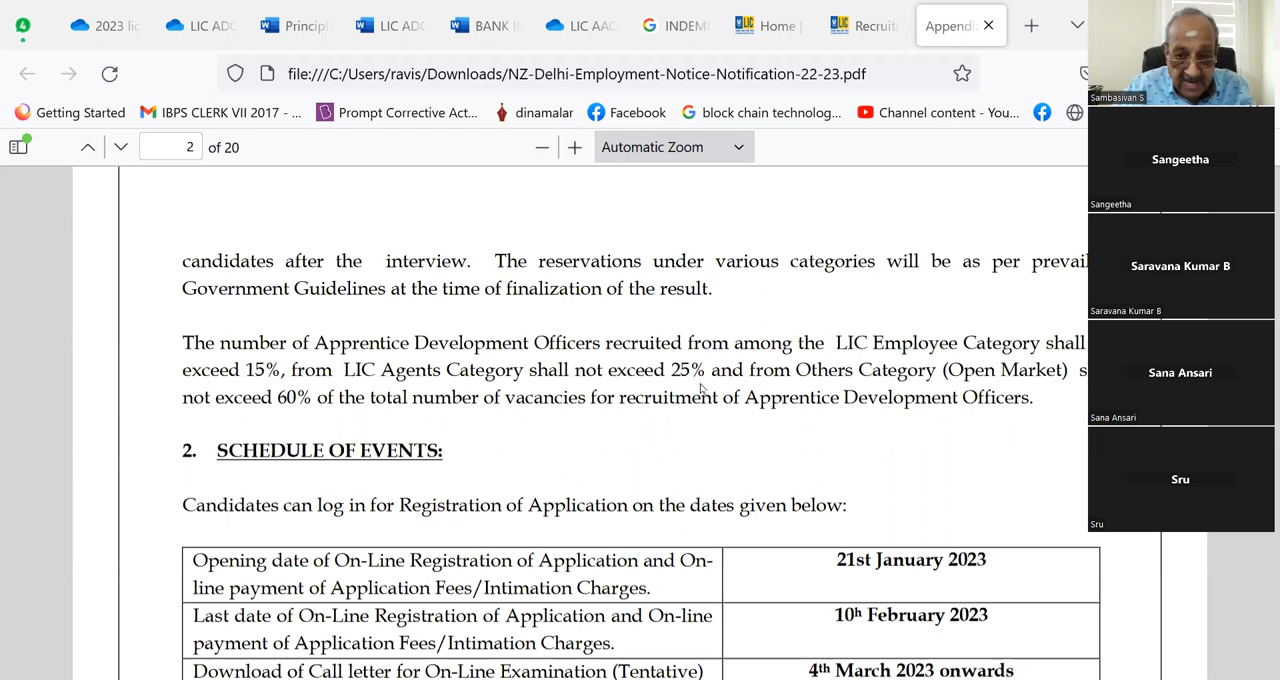 2023 lic
LIC ADO
Principl
LIC ADO
BANK I
LIC AAO
INDEM
Home |
Recruit
Appendi
file:///C:/Users/ravis/Downloads/NZ-Delhi-Employment-Notice-Notification-22-23.pdf
Getting Started
IBPS CLERK VII 2017 - ...
Prompt Corrective Act...
dinamalar
Facebook
block chain technolog...
Channel content - You...
2 of 20
Automatic Zoom
candidates after the interview. The reservations under various categories will be as per prevail
Government Guidelines at the time of finalization of the result.
The number of Apprentice Development Officers recruited from among the LIC Employee Category shall
exceed 15%, from LIC Agents Category shall not exceed 25% and from Others Category (Open Market) s
not exceed 60% of the total number of vacancies for recruitment of Apprentice Development Officers.
2. SCHEDULE OF EVENTS:
Candidates can log in for Registration of Application on the dates given below:
Opening date of On-Line Registration of Application and On-
line payment of Application Fees/Intimation Charges.
21st January 2023
Last date of On-Line Registration of Application and On-line
payment of Application Fees/Intimation Charges.
10th February 2023
Download of Call letter for On-Line Examination (Tentative)
4th March 2023 onwards
Sambasivan S
Sangeetha
Sangeetha
Saravana Kumar B
Saravana Kumar B
Sana Ansari
Sana Ansari
Sru
Sru